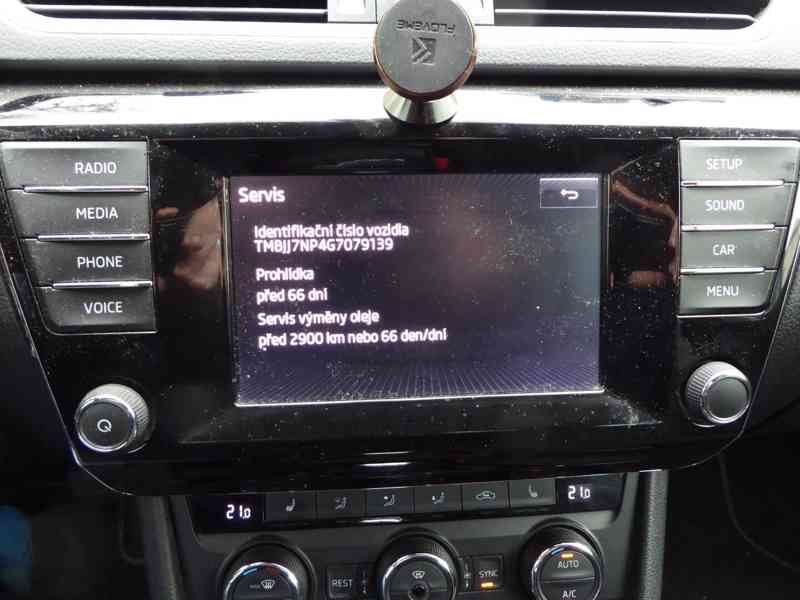 FLOVEME
RADIO
MEDIA
PHONE
VOICE
Servis
Identifikační číslo vozidla
TMBJJ7NP4G7079139
Prohlídka
před 66 dní
Servis výměny oleje
před 2900 km nebo 66 den/dní
SETUP
SOUND
CAR
MENU
21.0
21.0
REST
SYNC
AUTO
A/C